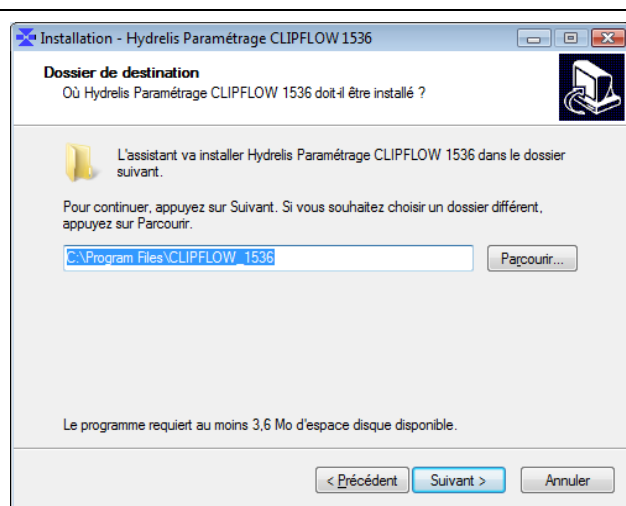 Installation - Hydrelis Paramétrage CLIPFLOW 1536
Dossier de destination
Où Hydrelis Paramétrage CLIPFLOW 1536 doit-il être installé ?
L'assistant va installer Hydrelis Paramétrage CLIPFLOW 1536 dans le dossier
suivant.
Pour continuer, appuyez sur Suivant. Si vous souhaitez choisir un dossier différent,
appuyez sur Parcourir.
C:\Program Files\CLIPFLOW_1536
Parcourir...
Le programme requiert au moins 3,6 Mo d'espace disque disponible.
< Précédent Suivant > Annuler